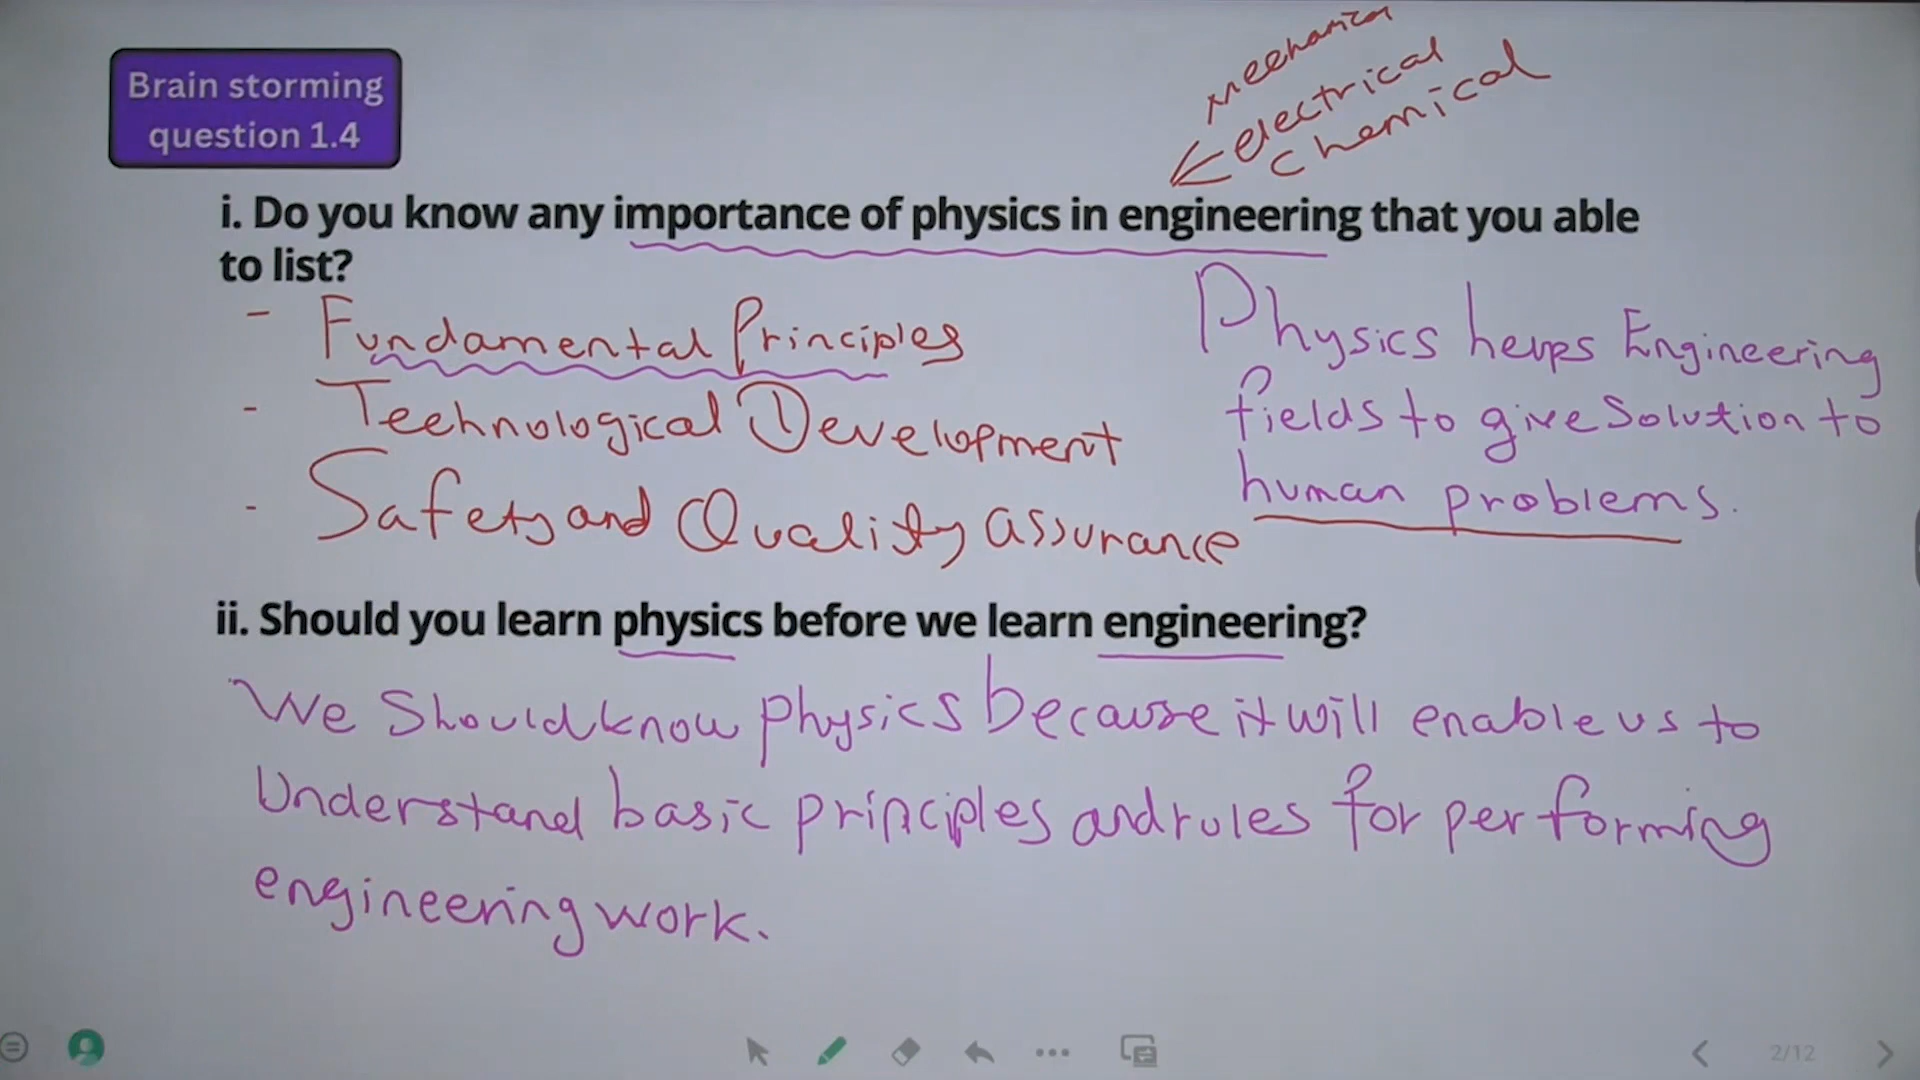 Brain storming
question 1.4
mechanical
electrical
chemical
i. Do you know any importance of physics in engineering that you able
to list?
- Fundamental Principles
- Technological Development
- Safety and Quality assurance
Physics helps Engineering
fields to give solution to
human problems.
ii. Should you learn physics before we learn engineering?
We should know physics because it will enable us to
Understand basic principles and rules for performing
engineering work.
2/12